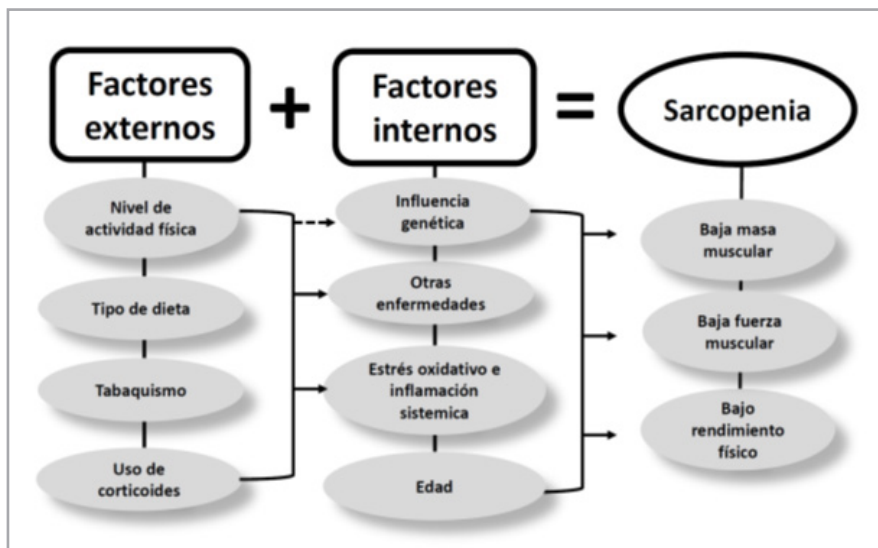 Factores
externos
+
Factores
internos
=
Sarcopenia
Nivel de
actividad física
Tipo de dieta
Tabaquismo
Uso de
corticoides
Influencia
genética
Otras
enfermedades
Estrés oxidativo e
inflamación
sistemica
Edad
Baja masa
muscular
Baja fuerza
muscular
Bajo
rendimiento
físico